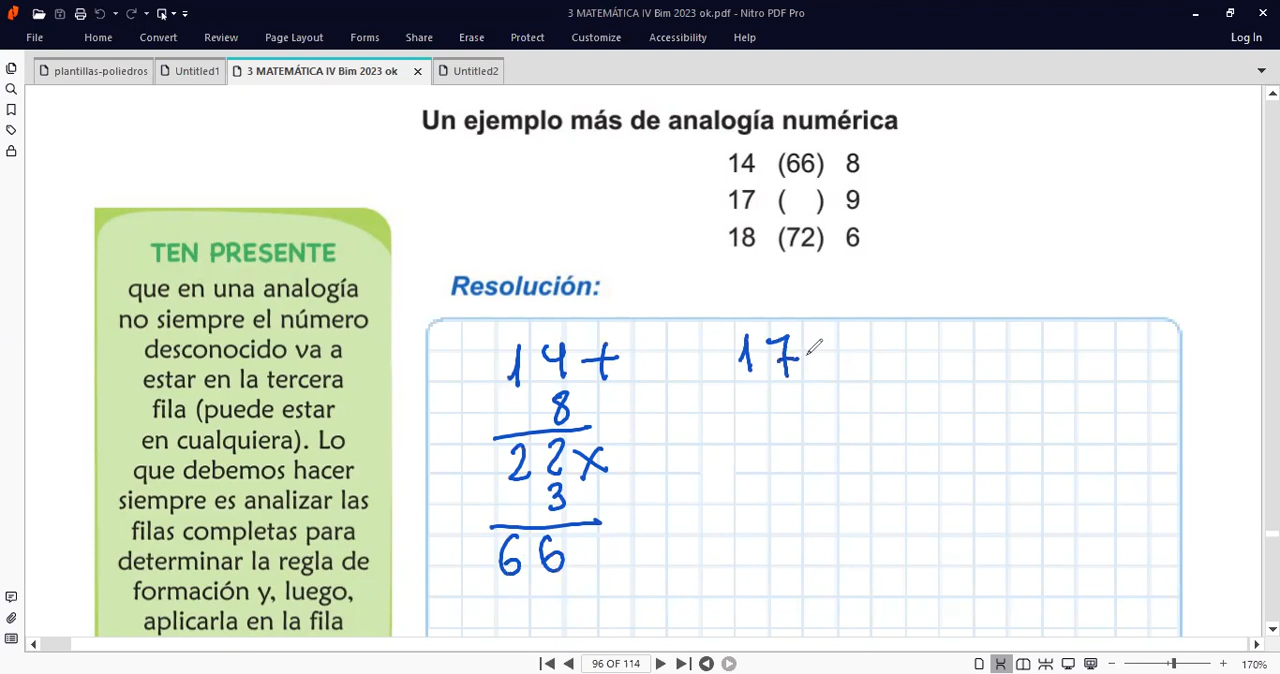 3 MATEMÁTICA IV Bim 2023 ok.pdf - Nitro PDF Pro
File Home Convert Review Page Layout Forms Share Erase Protect Customize Accessibility Help Log In
plantillas-poliedros Untitled1 3 MATEMÁTICA IV Bim 2023 ok × Untitled2
Un ejemplo más de analogía numérica
14 (66) 8
17 ( ) 9
18 (72) 6
TEN PRESENTE
que en una analogía
no siempre el número
desconocido va a
estar en la tercera
fila (puede estar
en cualquiera). Lo
que debemos hacer
siempre es analizar las
filas completas para
determinar la regla de
formación y, luego,
aplicarla en la fila
Resolución:
14+
8
22x
3
66
17
96 OF 114
170%